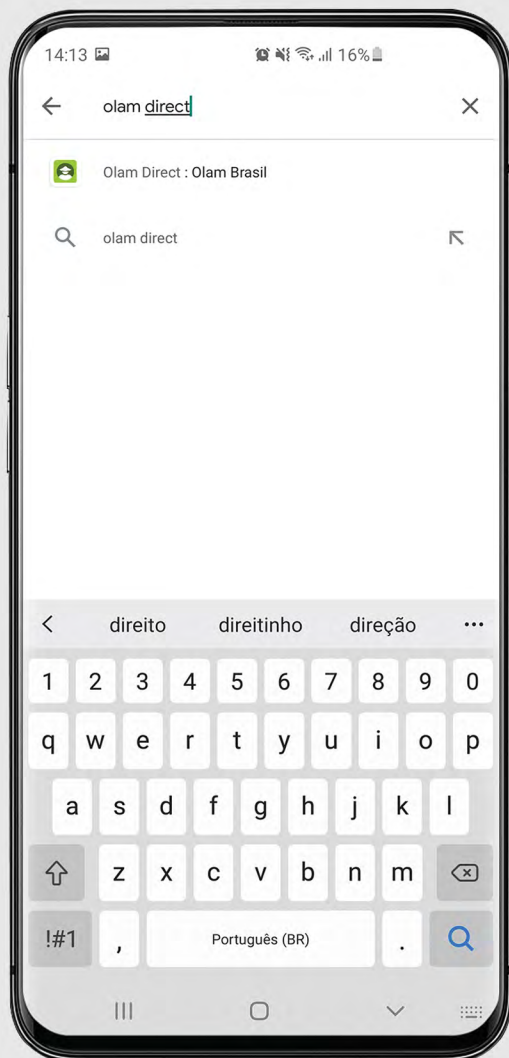 14:13 16%
olam direct
Olam Direct : Olam Brasil
olam direct
direito direitinho direção ...
1 2 3 4 5 6 7 8 9 0
q w e r t y u i o p
a s d f g h j k l
z x c v b n m
!#1 , Português (BR) .